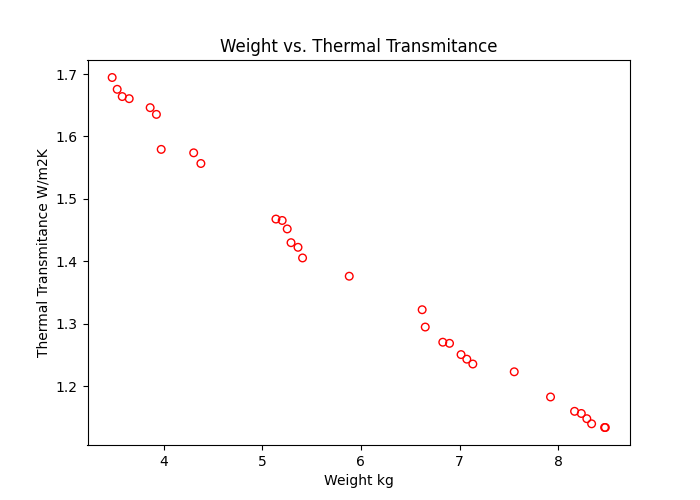 Weight vs. Thermal Transmitance
1.7
1.6
1.5
1.4
1.3
1.2
Thermal Transmitance W/m2K
4 5 6 7 8
Weight kg